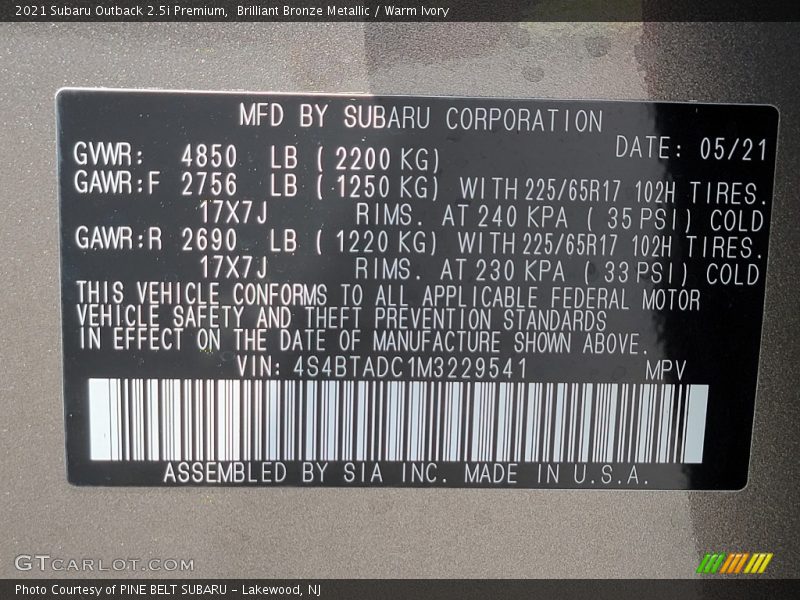 2021 Subaru Outback 2.5i Premium,  Brilliant Bronze Metallic / Warm Ivory
MFD BY SUBARU CORPORATION
GVWR: 4850 LB ( 2200 KG) DATE: 05/21
GAWR:F 2756 LB ( 1250 KG) WITH 225/65R17 102H TIRES.
17X7J RIMS. AT 240 KPA ( 35 PSI) COLD
GAWR:R 2690 LB ( 1220 KG) WITH 225/65R17 102H TIRES.
17X7J RIMS. AT 230 KPA ( 33 PSI) COLD
THIS VEHICLE CONFORMS TO ALL APPLICABLE FEDERAL MOTOR
VEHICLE SAFETY AND THEFT PREVENTION STANDARDS
IN EFFECT ON THE DATE OF MANUFACTURE SHOWN ABOVE.
VIN: 4S4BTADC1M3229541 MPV
ASSEMBLED BY SIA INC. MADE IN U.S.A.
GTCARLOT.COM
Photo Courtesy of PINE BELT SUBARU - Lakewood, NJ